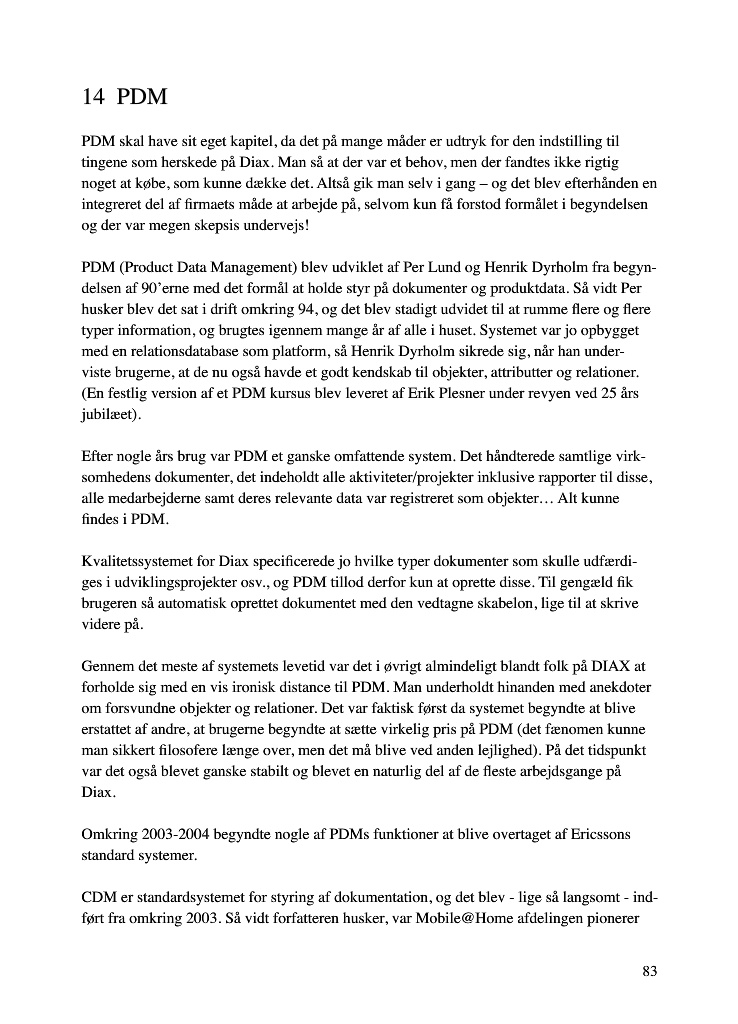 14 PDM
PDM skal have sit eget kapitel, da det på mange måder er udtryk for den indstilling til
tingene som herskede på Diax. Man så at der var et behov, men der fandtes ikke rigtig
noget at købe, som kunne dække det. Altså gik man selv i gang – og det blev efterhånden en
integreret del af firmaets måde at arbejde på, selvom kun få forstod formålet i begyndelsen
og der var megen skepsis undervejs!
PDM (Product Data Management) blev udviklet af Per Lund og Henrik Dyrholm fra begyn-
delsen af 90’erne med det formål at holde styr på dokumenter og produktdata. Så vidt Per
husker blev det sat i drift omkring 94, og det blev stadigt udvidet til at rumme flere og flere
typer information, og brugtes igennem mange år af alle i huset. Systemet var jo opbygget
med en relationsdatabase som platform, så Henrik Dyrholm sikrede sig, når han under-
viste brugerne, at de nu også havde et godt kendskab til objekter, attributter og relationer.
(En festlig version af et PDM kursus blev leveret af Erik Plesner under revyen ved 25 års
jubilæet).
Efter nogle års brug var PDM et ganske omfattende system. Det håndterede samtlige virk-
somhedens dokumenter, det indeholdt alle aktiviteter/projekter inklusive rapporter til disse,
alle medarbejderne samt deres relevante data var registreret som objekter… Alt kunne
findes i PDM.
Kvalitetssystemet for Diax specificerede jo hvilke typer dokumenter som skulle udfærdi-
ges i udviklingsprojekter osv., og PDM tillod derfor kun at oprette disse. Til gengæld fik
brugeren så automatisk oprettet dokumentet med den vedtagne skabelon, lige til at skrive
videre på.
Gennem det meste af systemets levetid var det i øvrigt almindeligt blandt folk på DIAX at
forholde sig med en vis ironisk distance til PDM. Man underholdt hinanden med anekdoter
om forsvundne objekter og relationer. Det var faktisk først da systemet begyndte at blive
erstattet af andre, at brugerne begyndte at sætte virkelig pris på PDM (det fænomen kunne
man sikkert filosofere længe over, men det må blive ved anden lejlighed). På det tidspunkt
var det også blevet ganske stabilt og blevet en naturlig del af de fleste arbejdsgange på
Diax.
Omkring 2003-2004 begyndte nogle af PDMs funktioner at blive overtaget af Ericssons
standard systemer.
CDM er standardsystemet for styring af dokumentation, og det blev - lige så langsomt - ind-
ført fra omkring 2003. Så vidt forfatteren husker, var Mobile@Home afdelingen pionerer
83